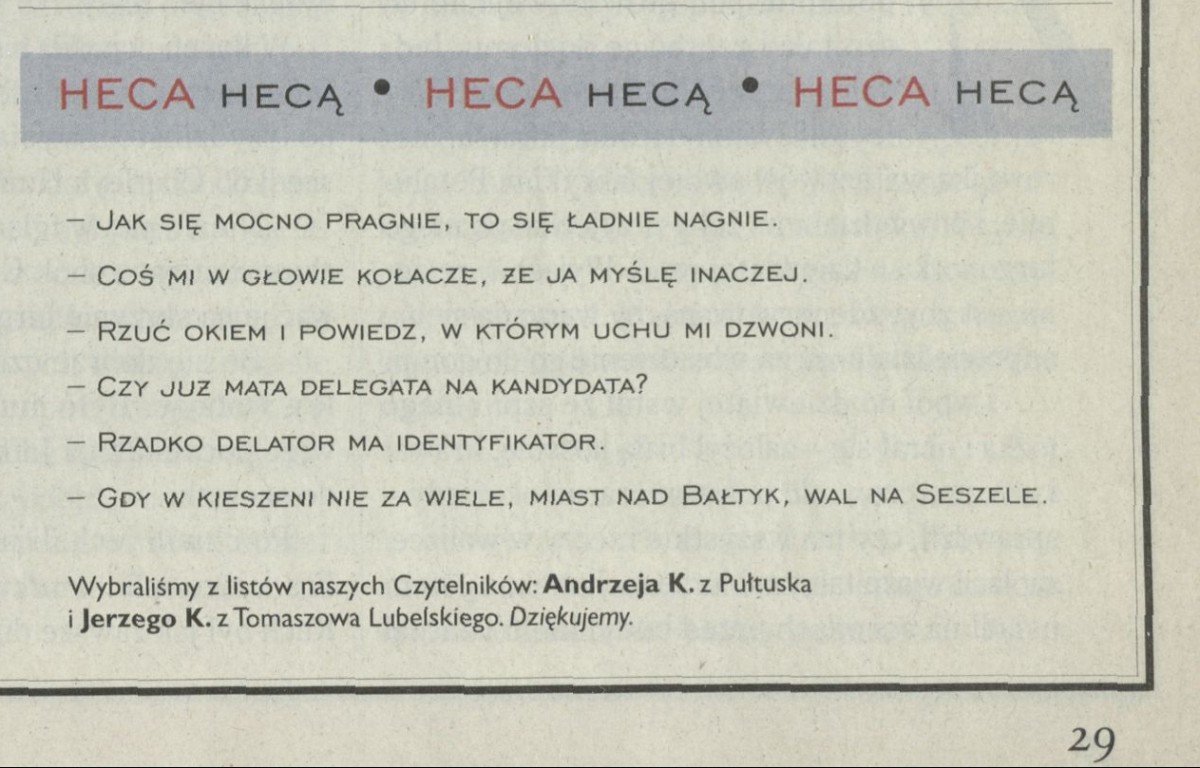 HECA HECĄ • HECA HECĄ • HECA HECĄ
– JAK SIĘ MOCNO PRAGNIE, TO SIĘ ŁADNIE NAGNIE.
– COŚ MI W GŁOWIE KOŁACZE, ŻE JA MYŚLĘ INACZEJ.
– RZUĆ OKIEM I POWIEDZ, W KTÓRYM UCHU MI DZWONI.
– CZY JUŻ MATA DELEGATA NA KANDYDATA?
– RZADKO DELATOR MA IDENTYFIKATOR.
– GDY W KIESZENI NIE ZA WIELE, MIAST NAD BAŁTYK, WAL NA SESZELE.
Wybraliśmy z listów naszych Czytelników: Andrzeja K. z Pułtuska
i Jerzego K. z Tomaszowa Lubelskiego. Dziękujemy.
29